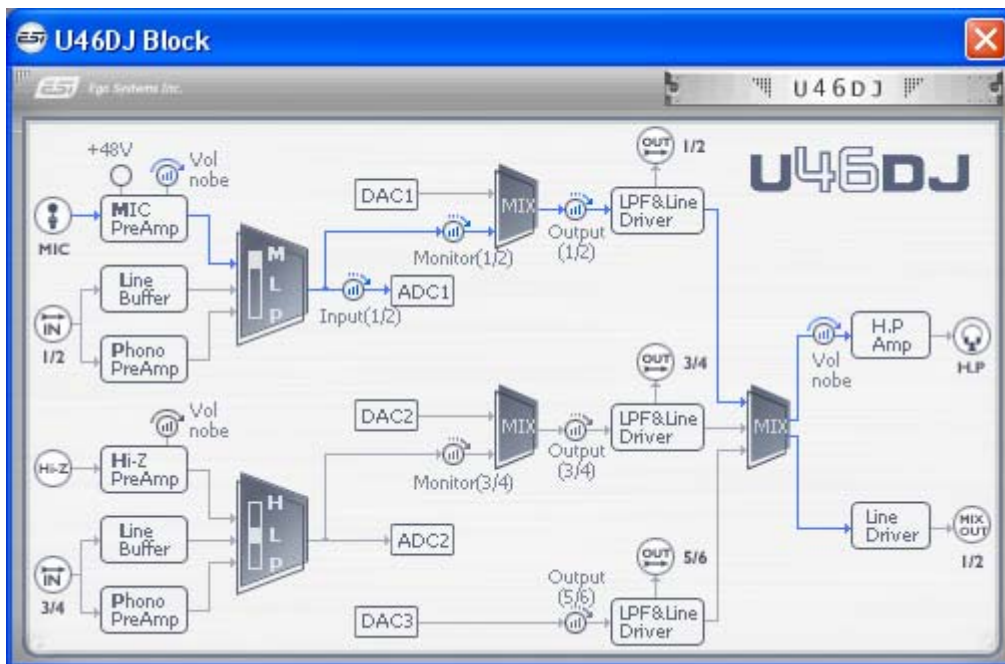 ESI U46DJ Block
ESI Ego Systems Inc.
U46DJ
U46DJ
+48V
Vol
nobe
MIC
PreAmp
MIC
Line
Buffer
IN
1/2
Phono
PreAmp
M
L
P
DAC1
MIX
Monitor(1/2)
Input(1/2)
ADC1
Output
(1/2)
OUT
1/2
LPF&Line
Driver
Vol
nobe
H.P
Amp
H.P
Vol
nobe
Hi-Z
Hi-Z
PreAmp
Line
Buffer
IN
3/4
Phono
PreAmp
H
L
P
DAC2
MIX
Monitor(3/4)
ADC2
Output
(3/4)
OUT
3/4
LPF&Line
Driver
MIX
Line
Driver
MIX
OUT
1/2
DAC3
Output
(5/6)
OUT
5/6
LPF&Line
Driver